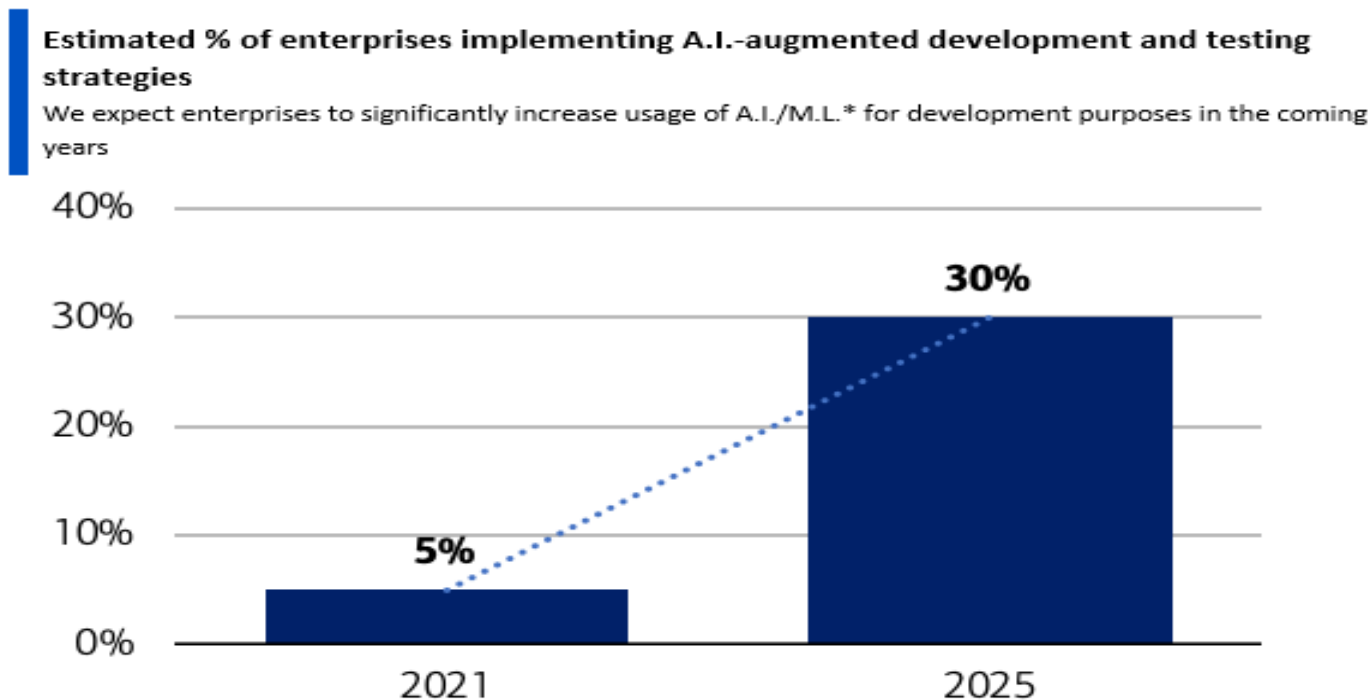 Estimated % of enterprises implementing A.I.-augmented development and testing
strategies
We expect enterprises to significantly increase usage of A.I./M.L.* for development purposes in the coming
years
40%
30%
30%
20%
10%
5%
0%
2021 2025